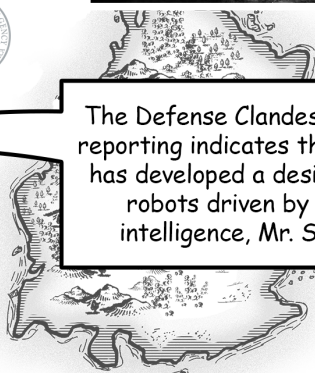 The Defense Clandes
reporting indicates th
has developed a desi
robots driven by
intelligence, Mr. S